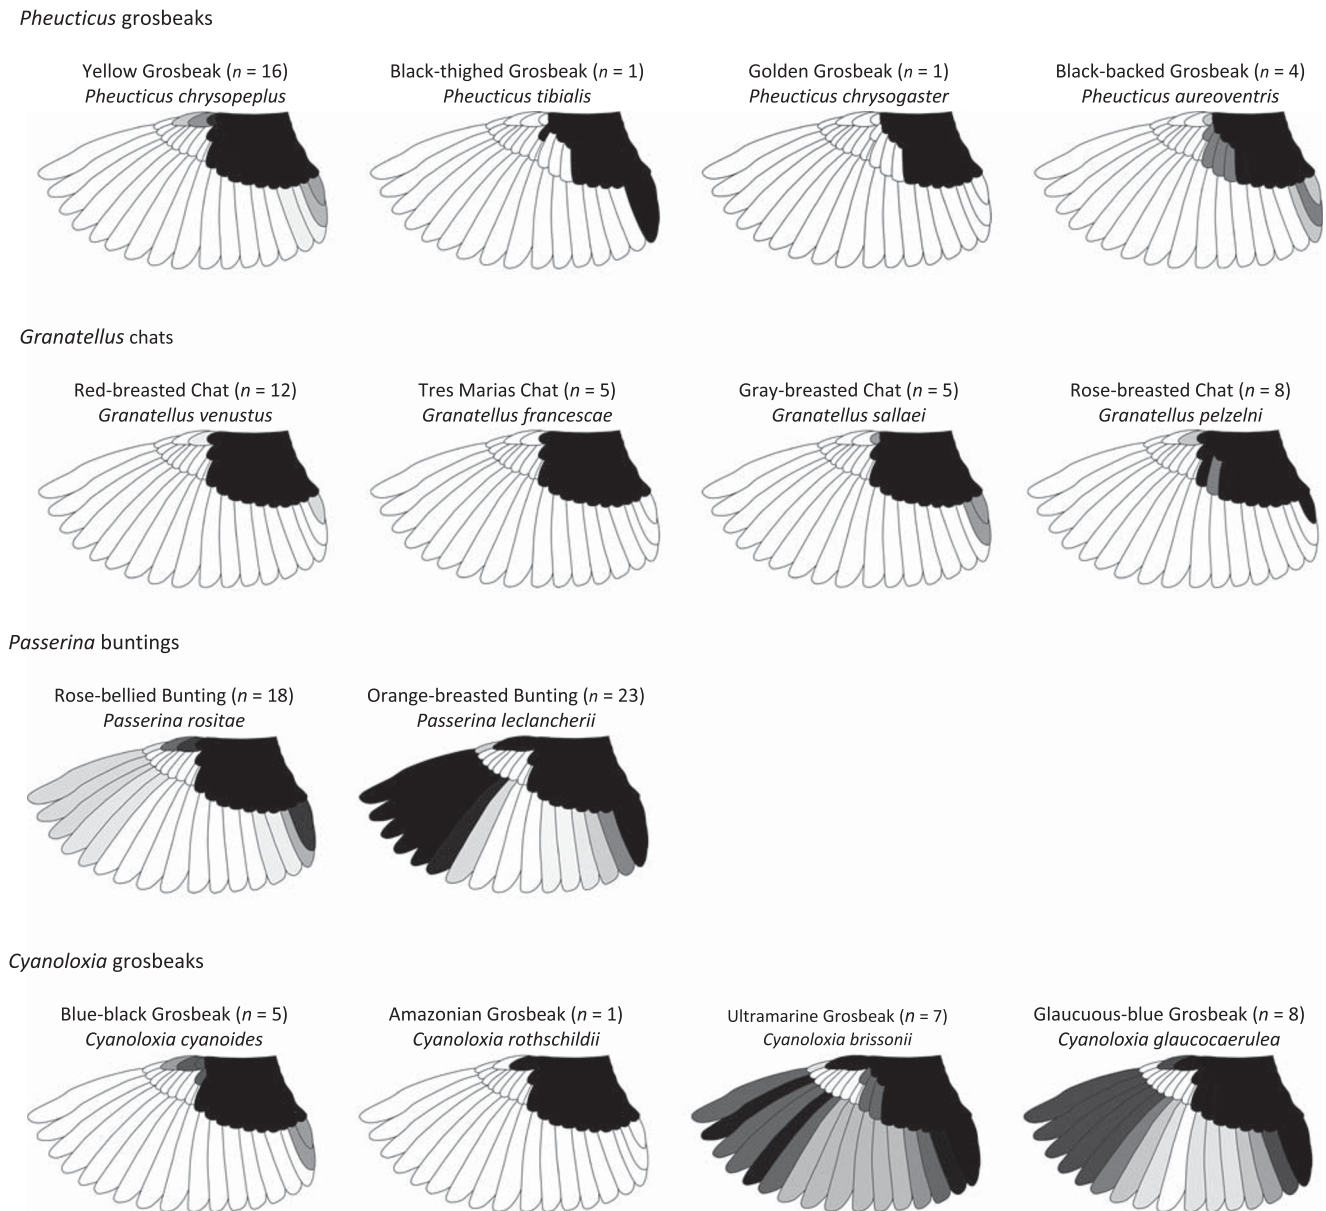 Pheucticus grosbeaks
Yellow Grosbeak (n = 16)
Pheucticus chrysopeplus
Black-thighed Grosbeak (n = 1)
Pheucticus tibialis
Golden Grosbeak (n = 1)
Pheucticus chrysogaster
Black-backed Grosbeak (n = 4)
Pheucticus aureoventris
Granatellus chats
Red-breasted Chat (n = 12)
Granatellus venustus
Tres Marias Chat (n = 5)
Granatellus francescae
Gray-breasted Chat (n = 5)
Granatellus sallaei
Rose-breasted Chat (n = 8)
Granatellus pelzelni
Passerina buntings
Rose-bellied Bunting (n = 18)
Passerina rositae
Orange-breasted Bunting (n = 23)
Passerina leclancherii
Cyanoloxia grosbeaks
Blue-black Grosbeak (n = 5)
Cyanoloxia cyanoides
Amazonian Grosbeak (n = 1)
Cyanoloxia rothschildii
Ultramarine Grosbeak (n = 7)
Cyanoloxia brissonii
Glaucuous-blue Grosbeak (n = 8)
Cyanoloxia glaucocaerulea